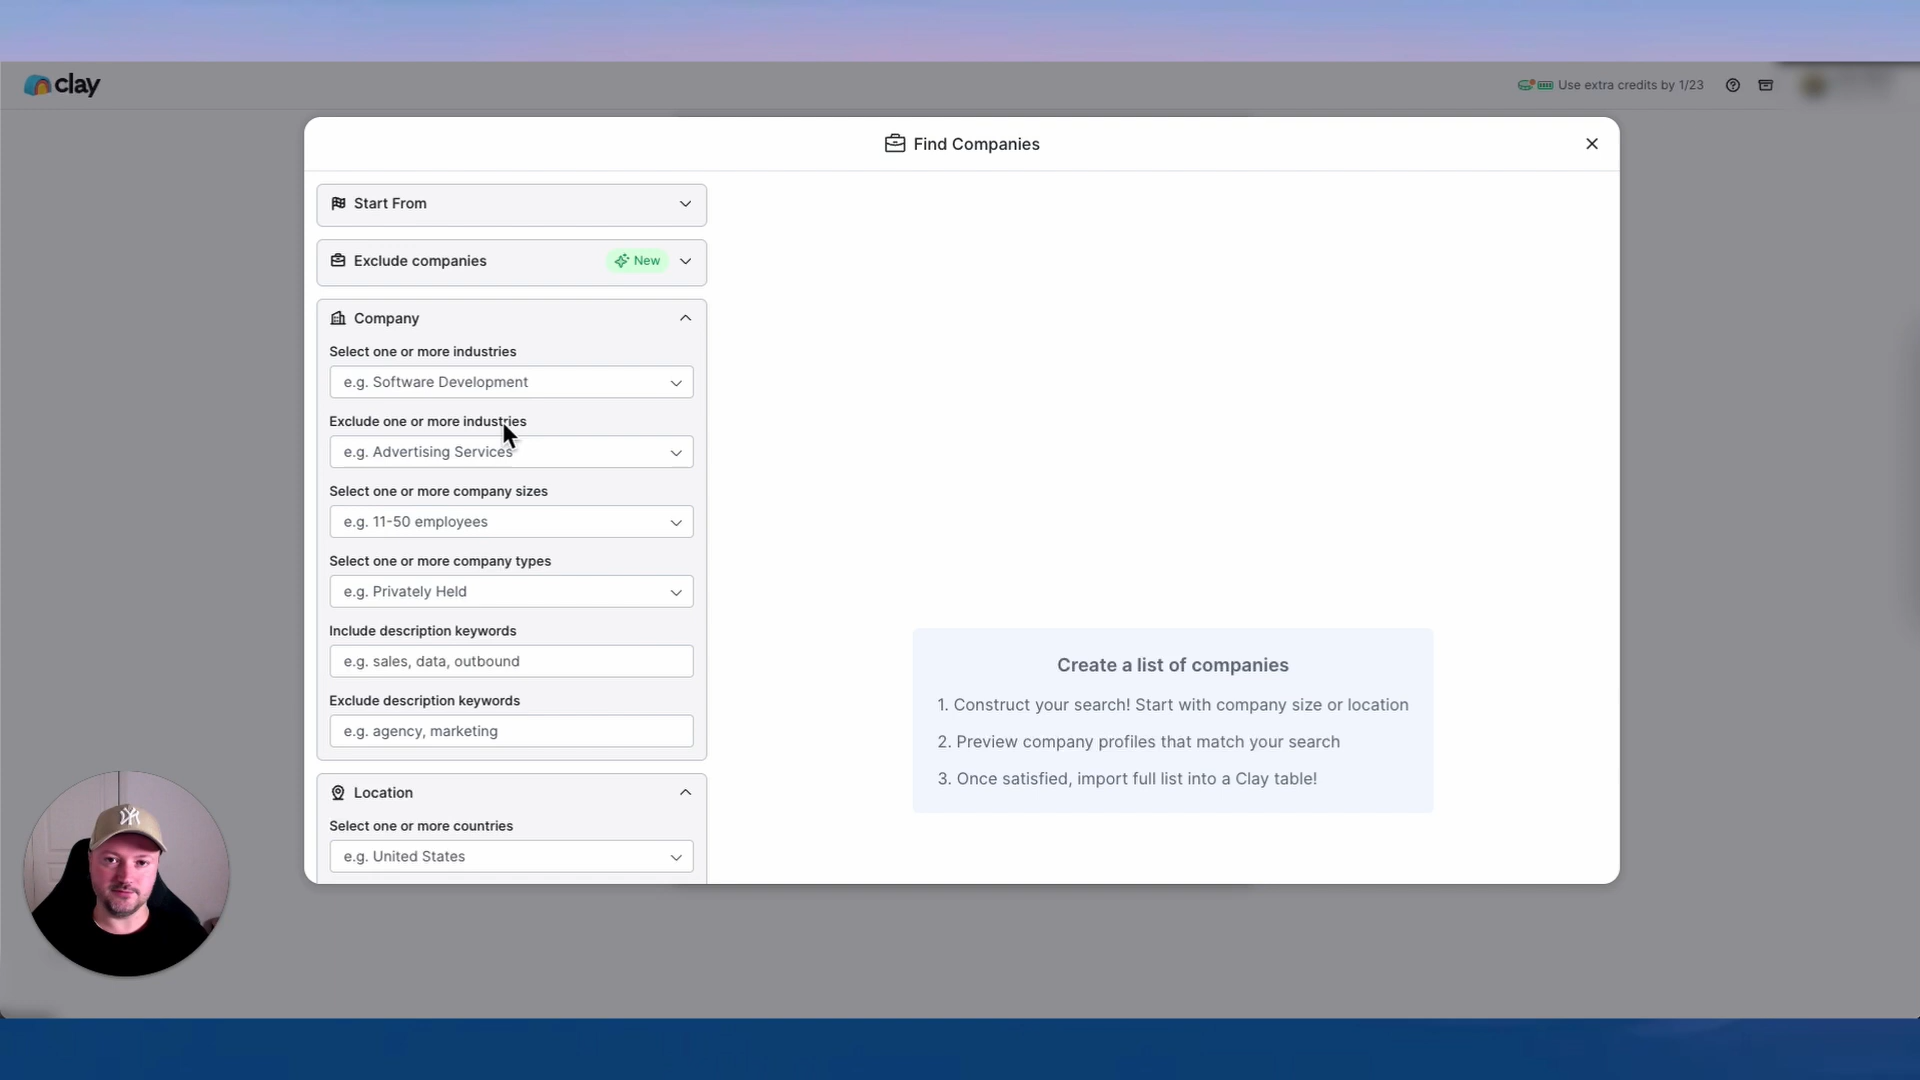 clay
Use extra credits by 1/23
Find Companies
Start From
Exclude companies
New
Company
Select one or more industries
e.g. Software Development
Exclude one or more industries
e.g. Advertising Services
Select one or more company sizes
e.g. 11-50 employees
Select one or more company types
e.g. Privately Held
Include description keywords
e.g. sales, data, outbound
Exclude description keywords
e.g. agency, marketing
Location
Select one or more countries
e.g. United States
Create a list of companies
1. Construct your search! Start with company size or location
2. Preview company profiles that match your search
3. Once satisfied, import full list into a Clay table!